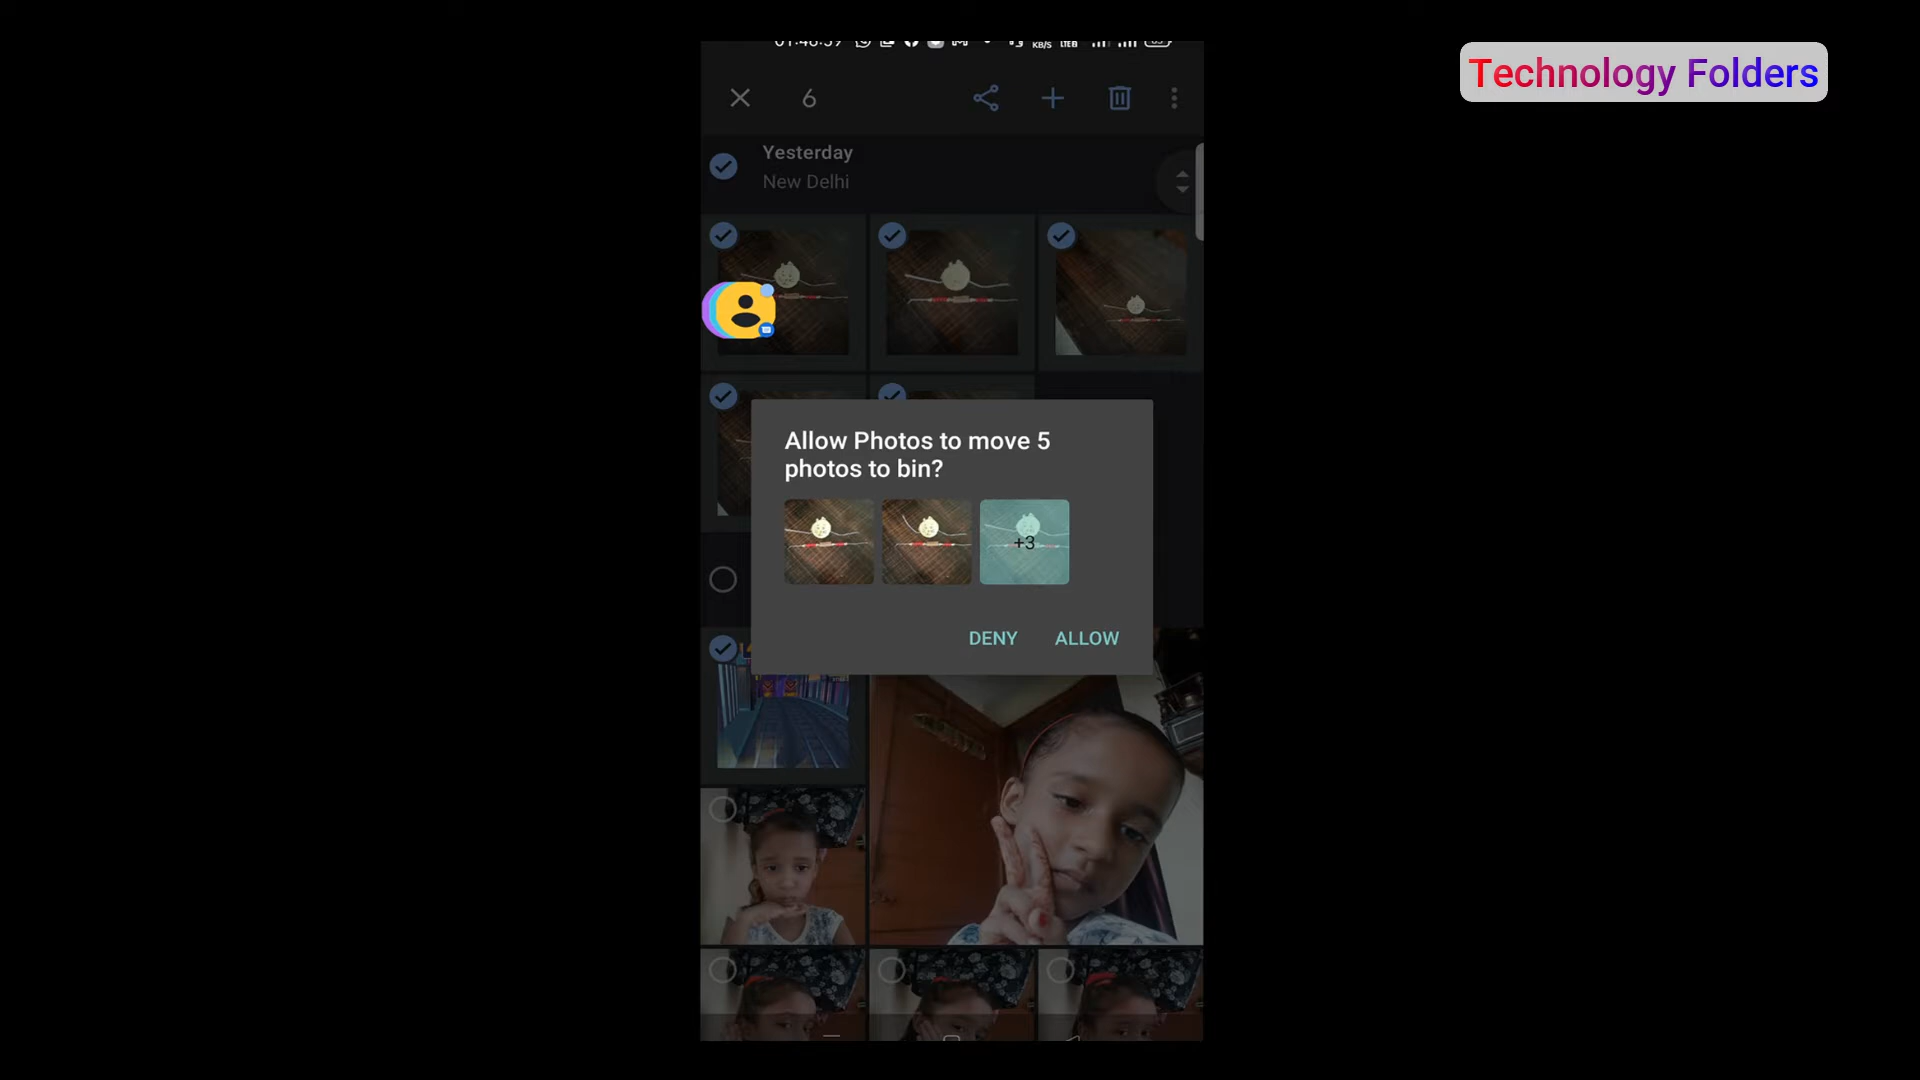 Technology Folders
6
Yesterday
New Delhi
Allow Photos to move 5
photos to bin?
+3
DENY ALLOW